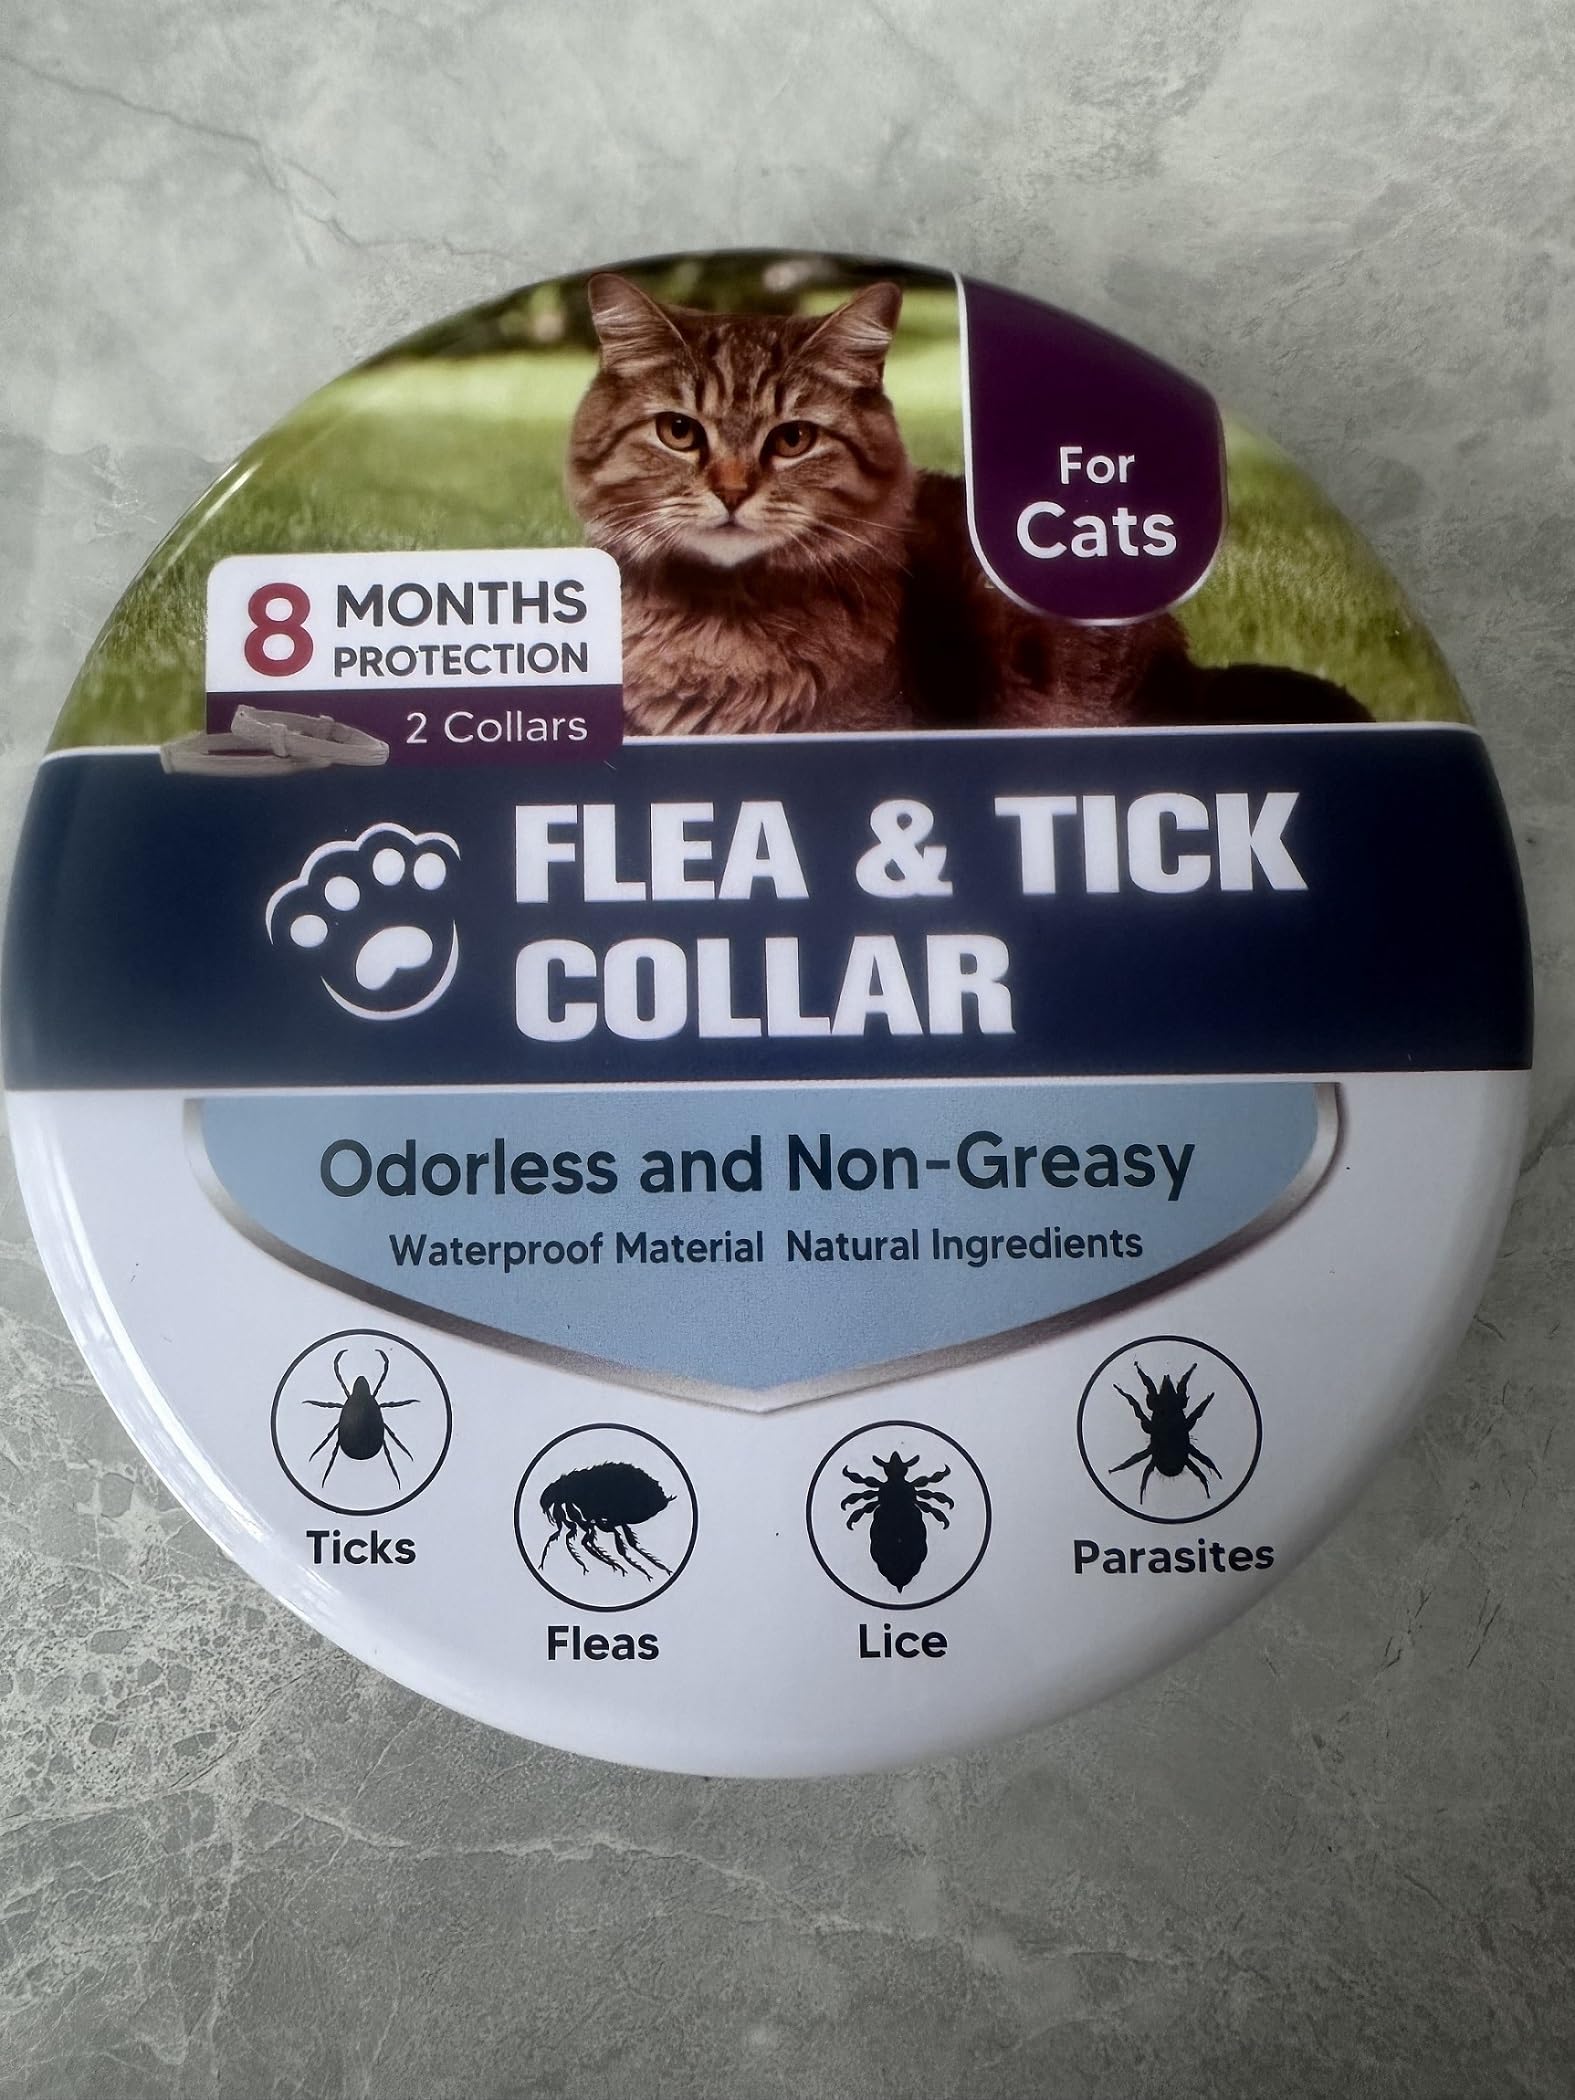 For
Cats
8 MONTHS
PROTECTION
2 Collars
FLEA & TICK
COLLAR
Odorless and Non-Greasy
Waterproof Material Natural Ingredients
Ticks
Fleas
Lice
Parasites